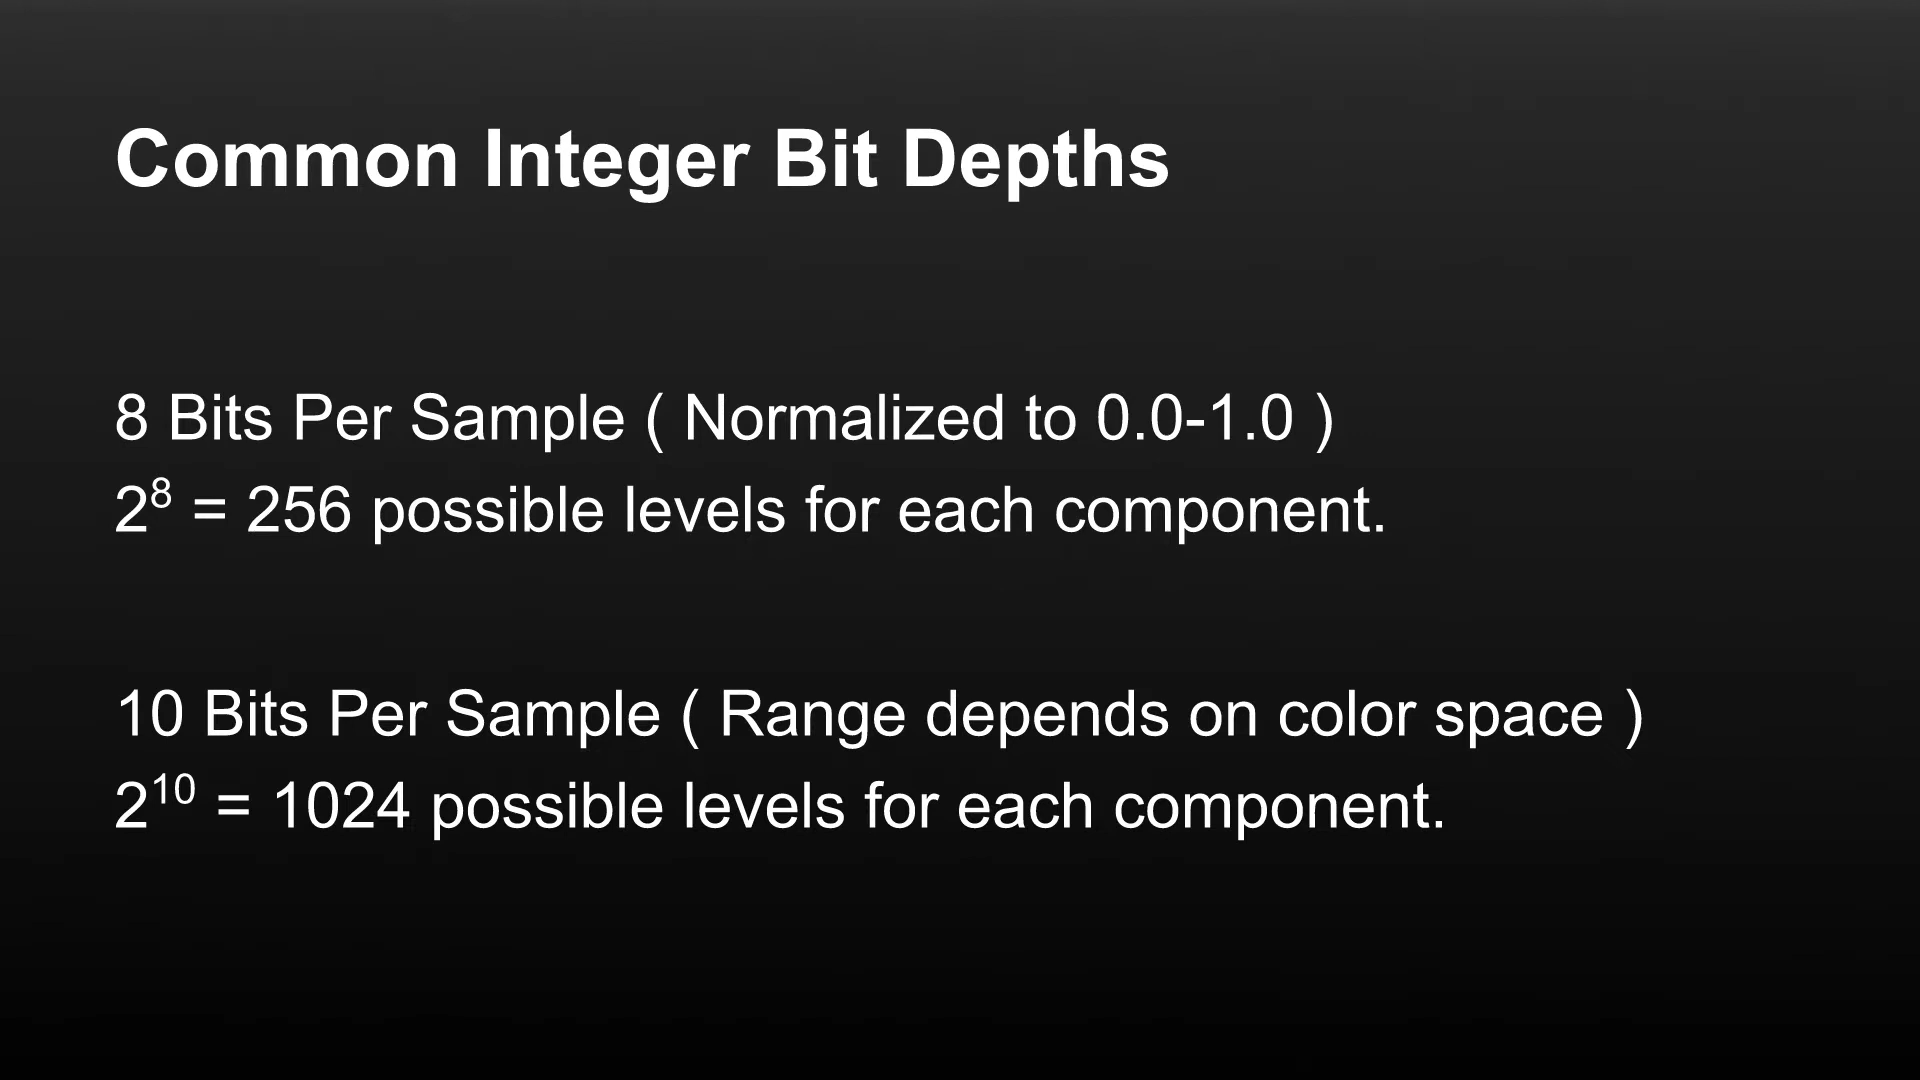 Common Integer Bit Depths
8 Bits Per Sample ( Normalized to 0.0-1.0 )
2⁸ = 256 possible levels for each component.
10 Bits Per Sample ( Range depends on color space )
2¹⁰ = 1024 possible levels for each component.